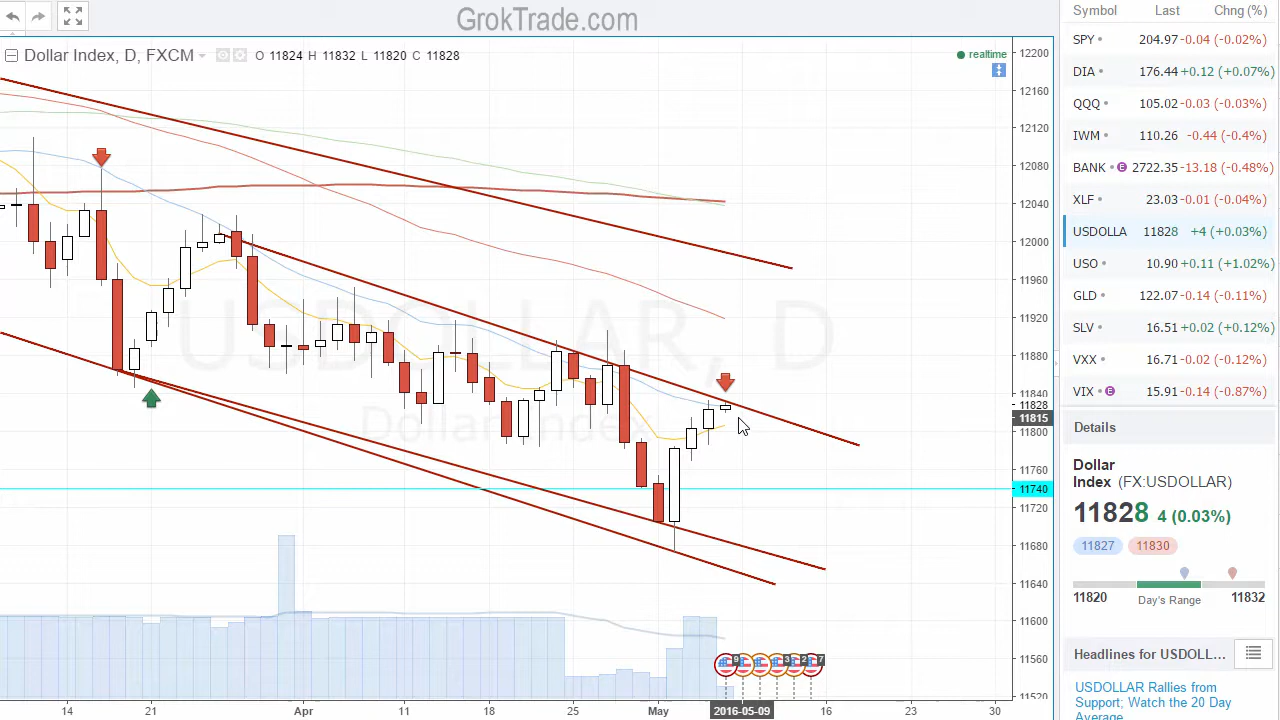 GrokTrade.com
Dollar Index, D, FXCM O 11824 H 11832 L 11820 C 11828
realtime
USDOLLAR, D
Dollar Index
12200
12160
12120
12080
12040
12000
11960
11920
11880
11840
11828
11815
11800
11760
11740
11720
11680
11640
11600
11560
11520
14 21 Apr 11 18 25 May 2016-05-09 16 23 30
Symbol Last Chng (%)
SPY 204.97 -0.04 (-0.02%)
DIA 176.44 +0.12 (+0.07%)
QQQ 105.02 -0.03 (-0.03%)
IWM 110.26 -0.44 (-0.4%)
BANK E 2722.35 -13.18 (-0.48%)
XLF 23.03 -0.01 (-0.04%)
USDOLLA 11828 +4 (+0.03%)
USO 10.90 +0.11 (+1.02%)
GLD 122.07 -0.14 (-0.11%)
SLV 16.51 +0.02 (+0.12%)
VXX 16.71 -0.02 (-0.12%)
VIX E 15.91 -0.14 (-0.87%)
Details
Dollar
Index (FX:USDOLLAR)
11828 4 (0.03%)
11827 11830
11820 Day's Range 11832
Headlines for USDOLL...
USDOLLAR Rallies from
Support; Watch the 20 Day
Average